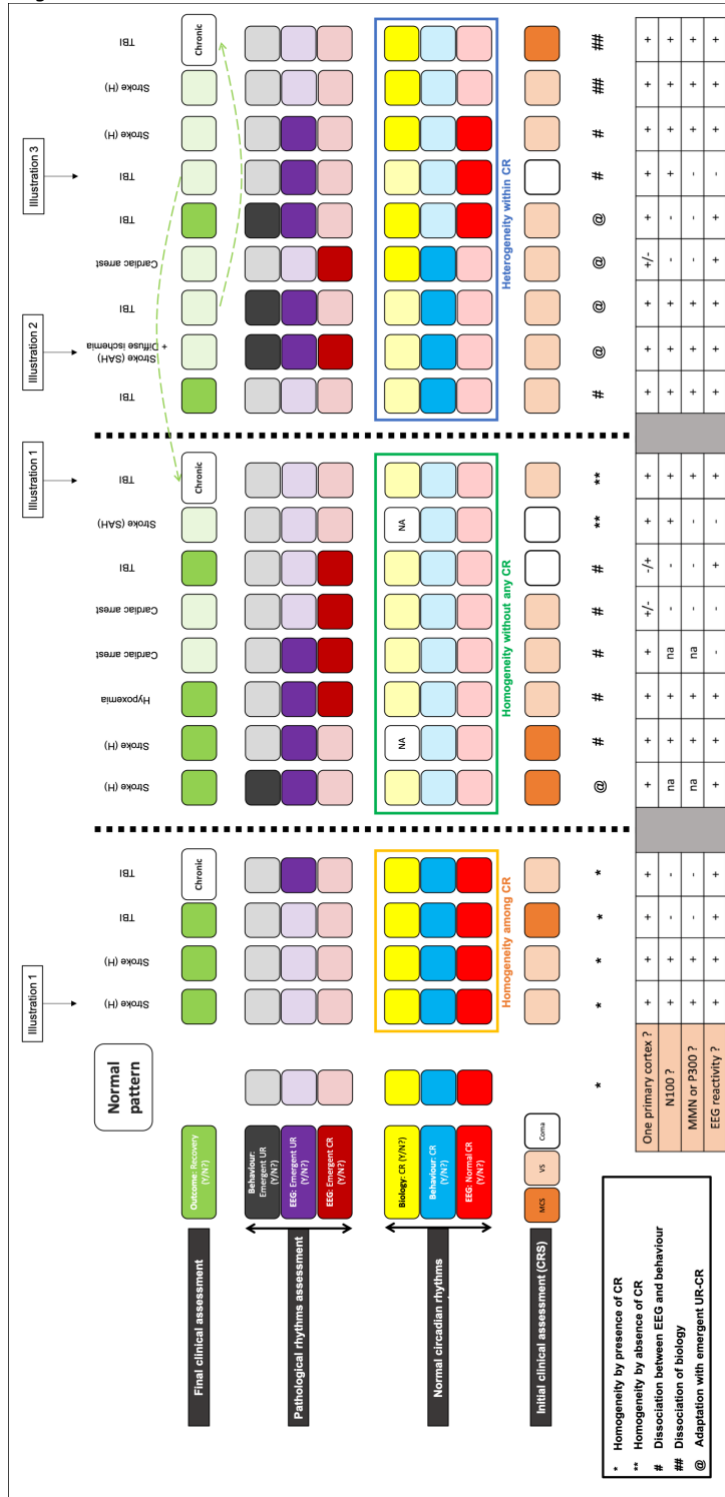 Illustration 1
Illustration 1
Illustration 2
Illustration 3
Normal
pattern
Stroke (H)
Stroke (H)
TBI
TBI
Stroke (H)
Stroke (H)
Hypoxemia
Cardiac arrest
Cardiac arrest
TBI
Stroke (SAH)
TBI
TBI
Stroke (SAH)
+
Diffuse ischemia
TBI
Cardiac arrest
TBI
TBI
Stroke (H)
Stroke (H)
TBI
Final clinical assessment
Outcome: Recovery
(Y/N?)
Chronic
Chronic
Chronic
Pathological rhythms assessment
Behaviour:
Emergent UR
(Y/N?)
EEG: Emergent UR
(Y/N?)
EEG: Emergent CR
(Y/N?)
Normal circadian rhythms
Biology: CR (Y/N?)
NA
NA
Behaviour: CR
(Y/N?)
EEG: Normal CR
(Y/N?)
Homogeneity among CR
Homogeneity without any CR
Heterogeneity within CR
Initial clinical assessment (CRS)
MCS
VS
Coma
* * * * * @ # # # # # ** ** # @ @ @ @ # # ## ##
* Homogeneity by presence of CR
** Homogeneity by absence of CR
# Dissociation between EEG and behaviour
## Dissociation of biology
@ Adaptation with emergent UR-CR
One primary cortex ? + + + + + + + + +/- -/+ + + + + + +/- + + + + +
N100 ? + + - - na + + na - - + + + + + - - + + + +
MMN or P300 ? + + - - na + + na - - - + + + + - - - + + +
EEG reactivity ? + + + + + + + - - + - + + + + + + - + + +